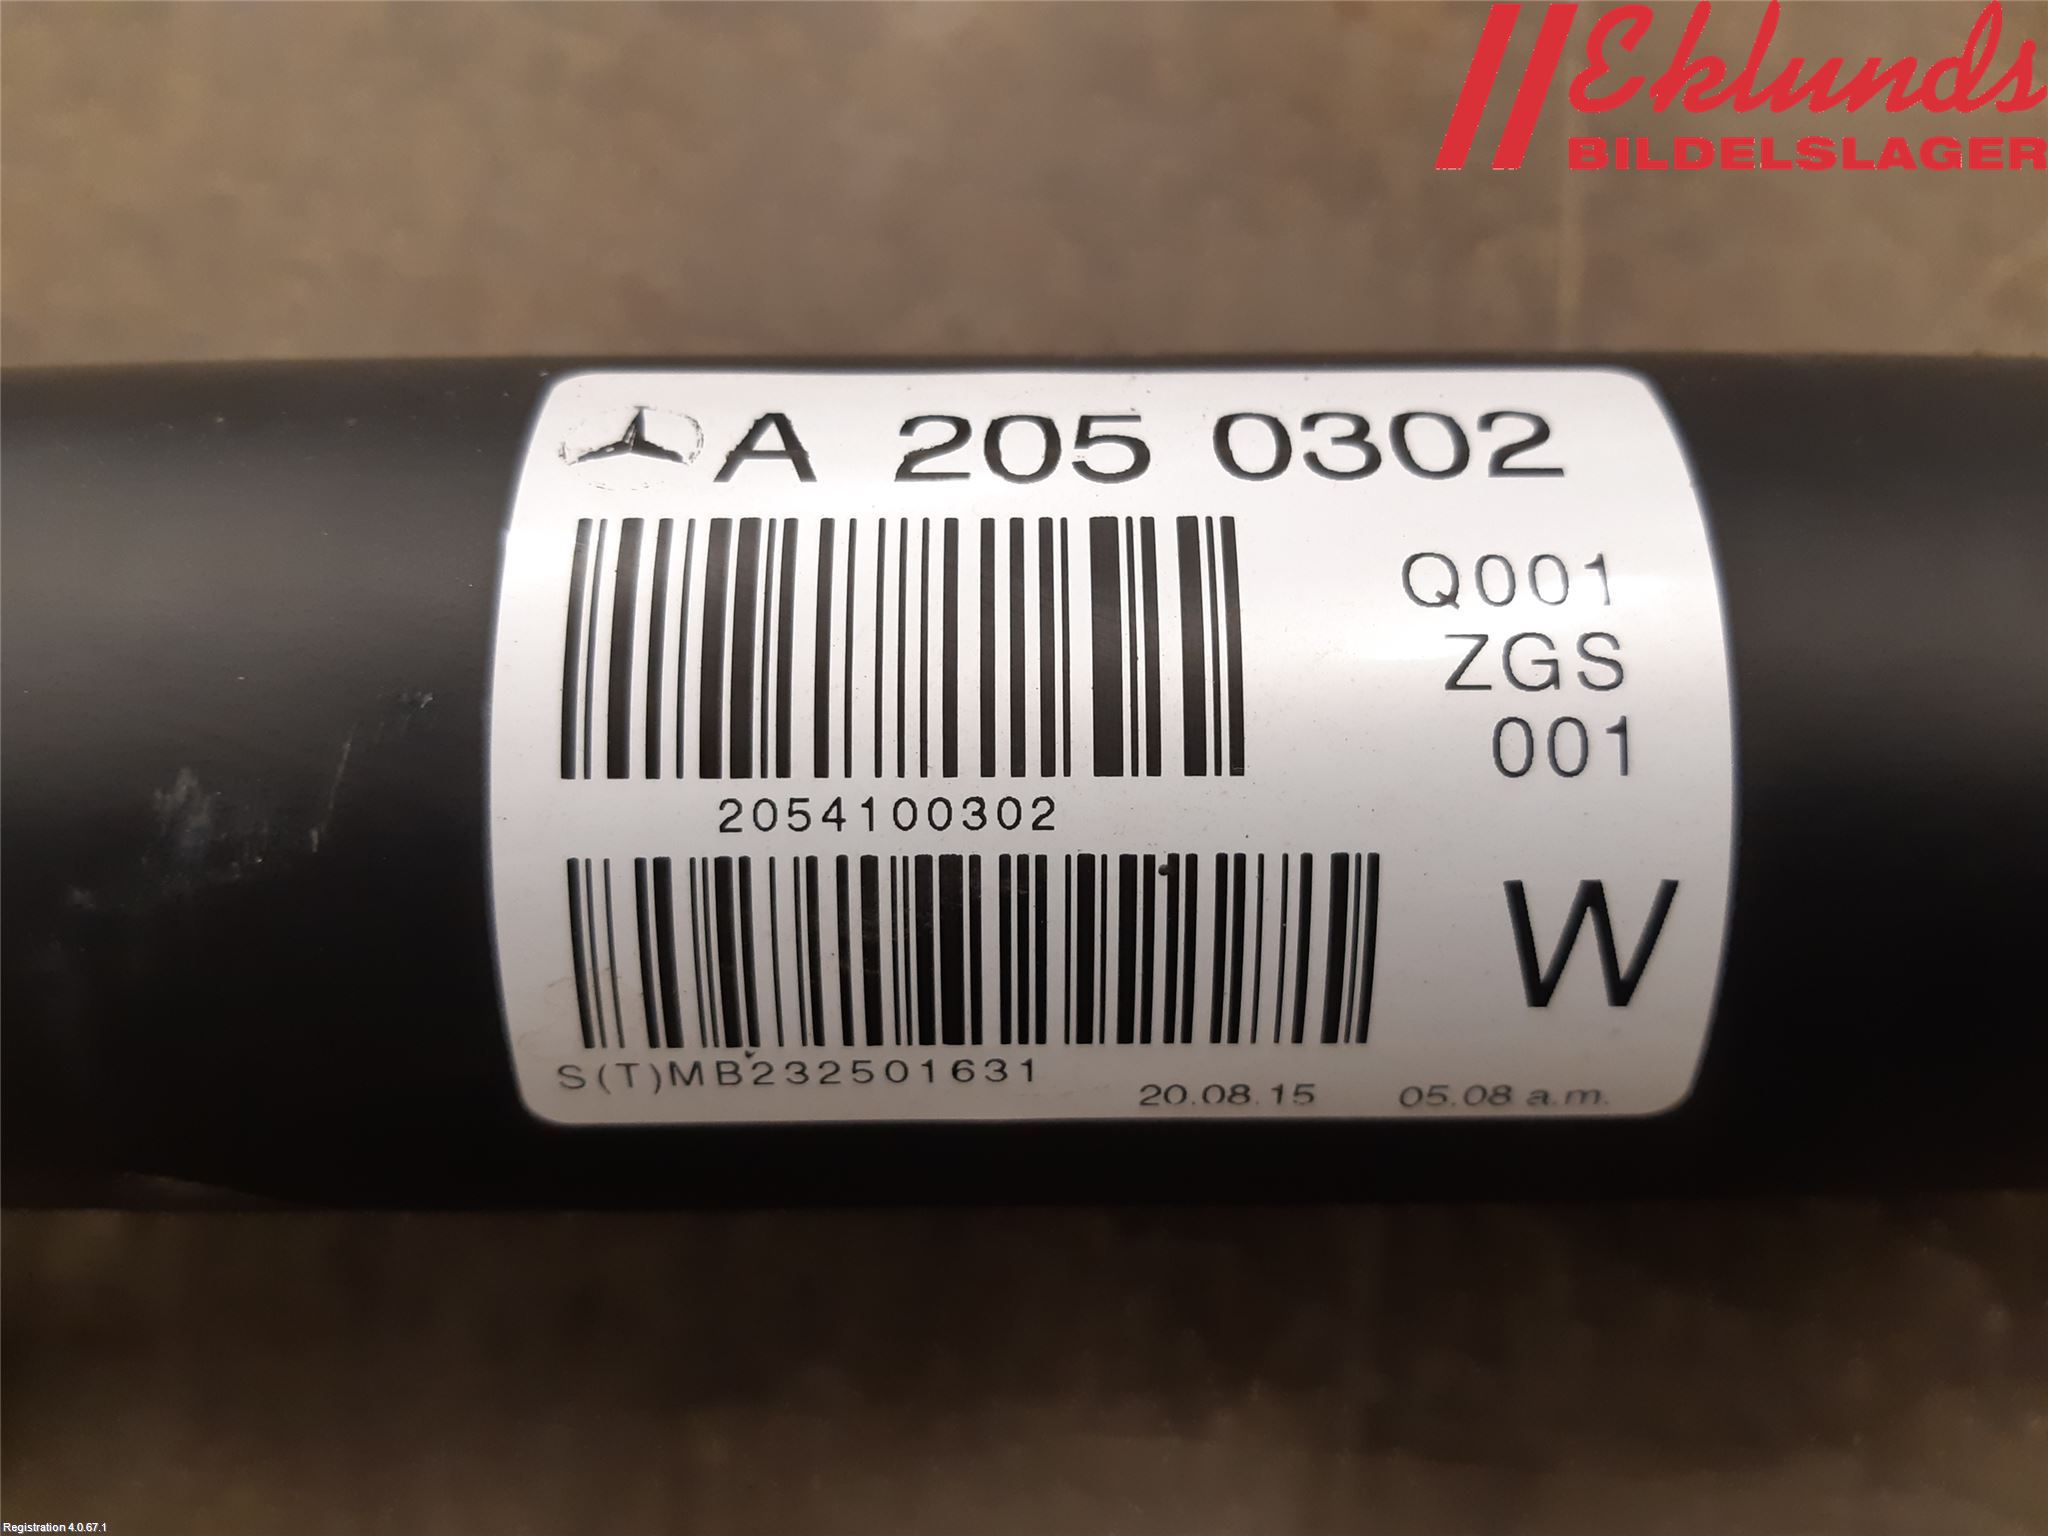 Eklunds
BILDELSLAGER
A 205 0302
Q001
ZGS
001
2054100302
W
S(T)MB232501631
20.08.15 05.08 a.m.
Registration 4.0.67.1